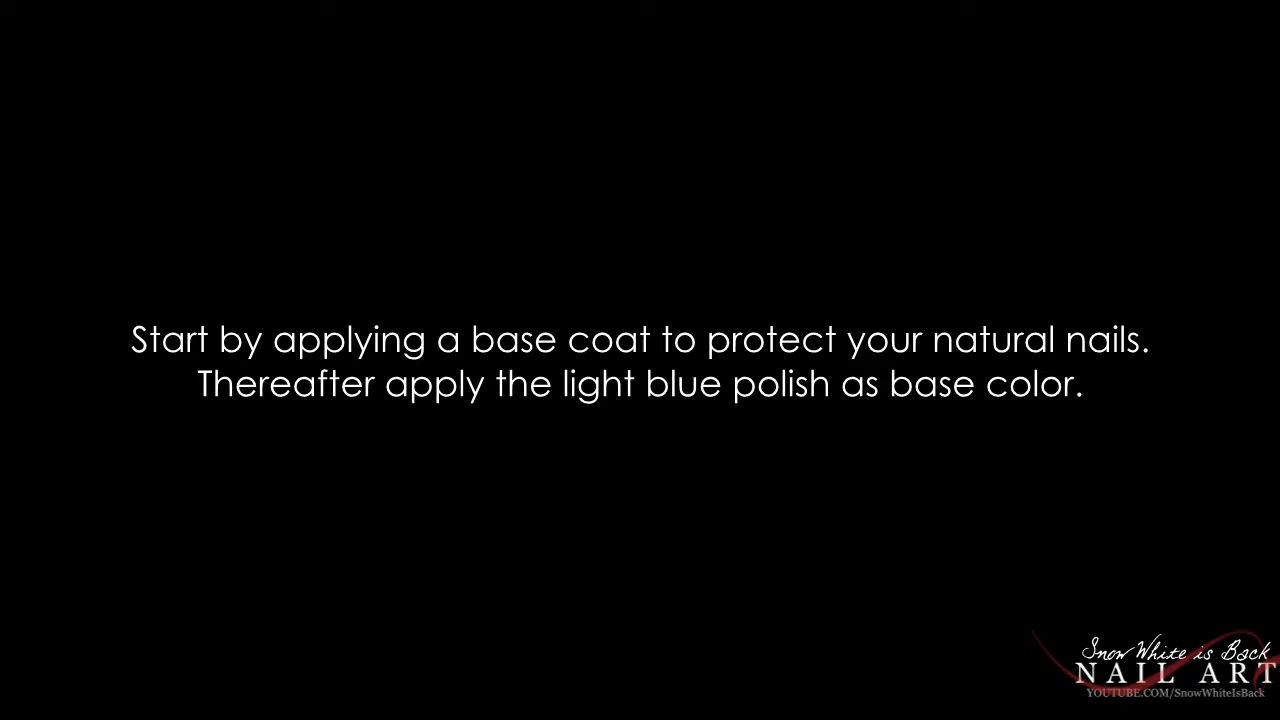 Start by applying a base coat to protect your natural nails.
Thereafter apply the light blue polish as base color.
Snow White is Back
NAIL ART
YOUTUBE.COM/SnowWhiteIsBack